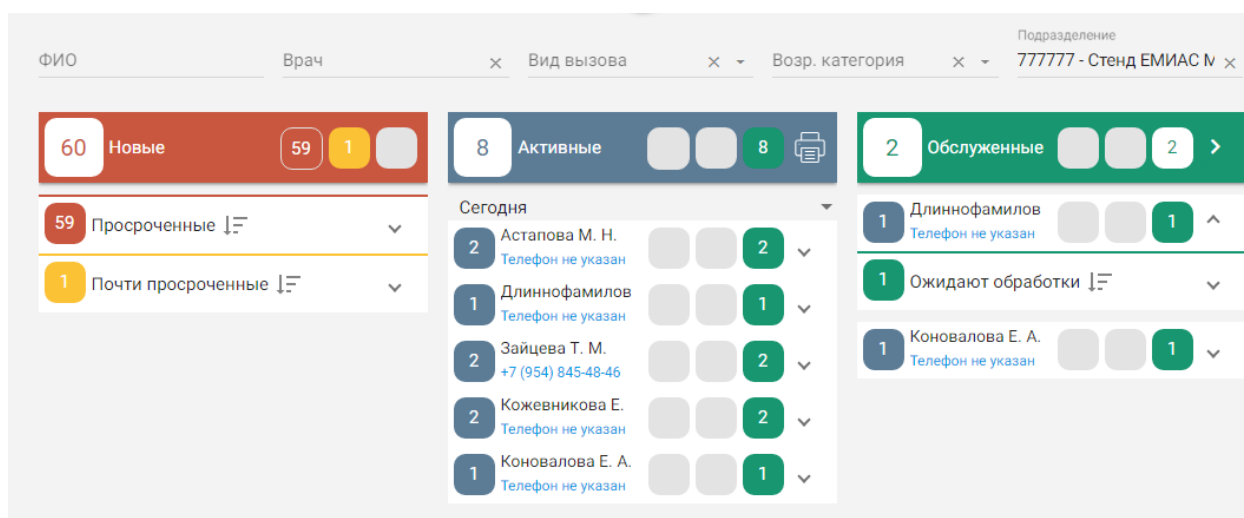 Подразделение
ФИО Врач × Вид вызова × Возр. категория × 777777 - Стенд ЕМИАС М ×
60 Новые 59 1
59 Просроченные
1 Почти просроченные
8 Активные 8
Сегодня
2 Астапова М. Н. 2
Телефон не указан
1 Длиннофамилов 1
Телефон не указан
2 Зайцева Т. М. 2
+7 (954) 845-48-46
2 Кожевникова Е. 2
Телефон не указан
1 Коновалова Е. А. 1
Телефон не указан
2 Обслуженные 2
1 Длиннофамилов 1
Телефон не указан
1 Ожидают обработки
1 Коновалова Е. А. 1
Телефон не указан